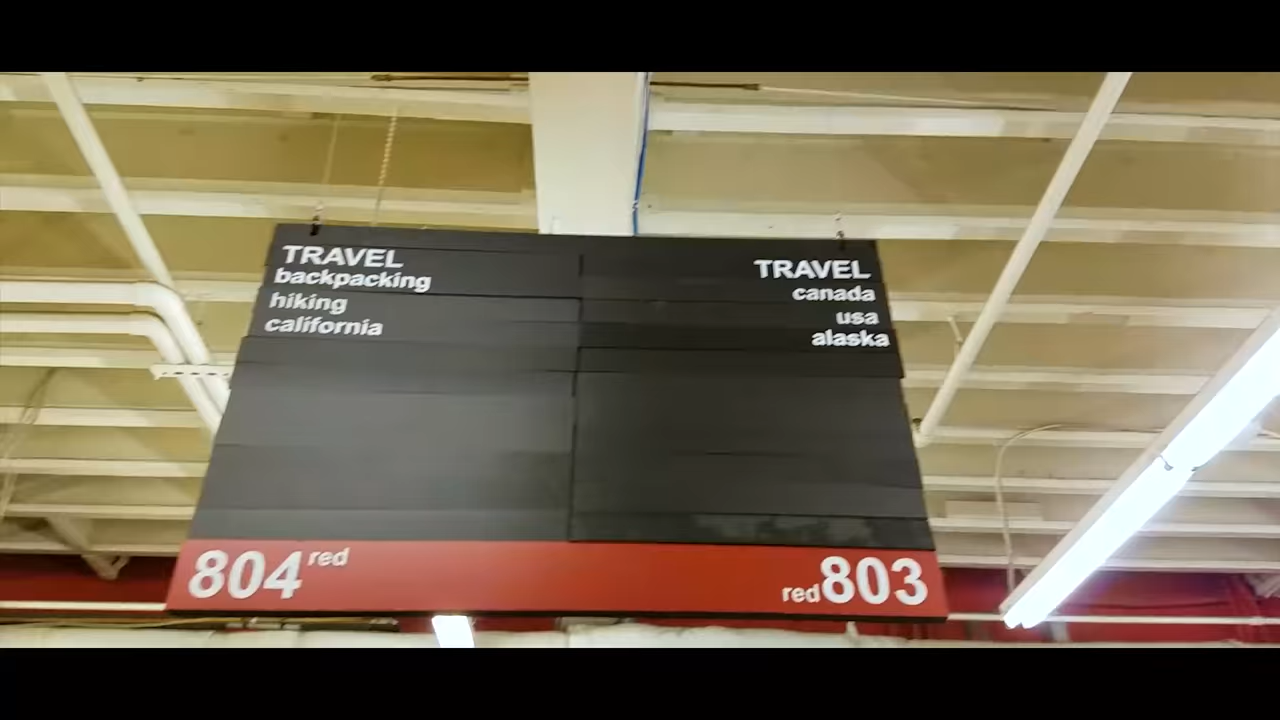 TRAVEL
backpacking
hiking
california
TRAVEL
canada
usa
alaska
804 red
red 803